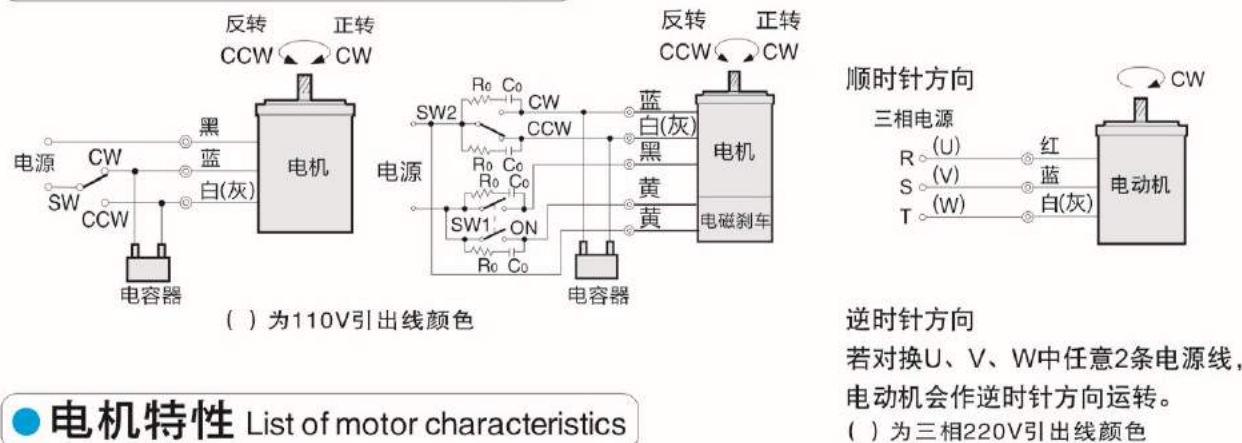 反转 正转
CCW CW
黑
电源
CW
蓝
SW
CCW
白(灰)
电机
电容器
反转 正转
CCW CW
R₀ C₀
SW2
CW
CCW
R₀ C₀
电源
R₀ C₀
SW1
ON
R₀ C₀
蓝
白(灰)
黑
黄
黄
电机
电磁刹车
电容器
( ) 为110V引出线颜色
顺时针方向
CW
三相电源
R (U) 红
S (V) 蓝
T (W) 白(灰)
电动机
逆时针方向
若对换U、V、W中任意2条电源线,
电动机会作逆时针方向运转。
( ) 为三相220V引出线颜色
电机特性 List of motor characteristics